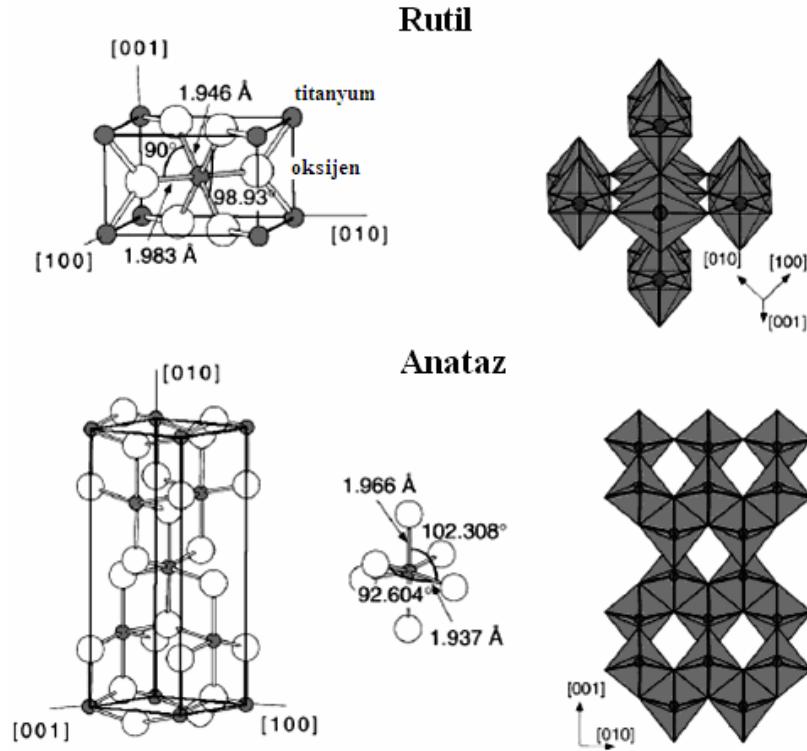 Rutil
[001]
1.946 Å
titanyum
90°
oksijen
98.93°
[010]
[100]
1.983 Å
[010]
[100]
[001]
Anataz
[010]
1.966 Å
102.308°
92.604°
1.937 Å
[001]
[100]
[001]
[010]